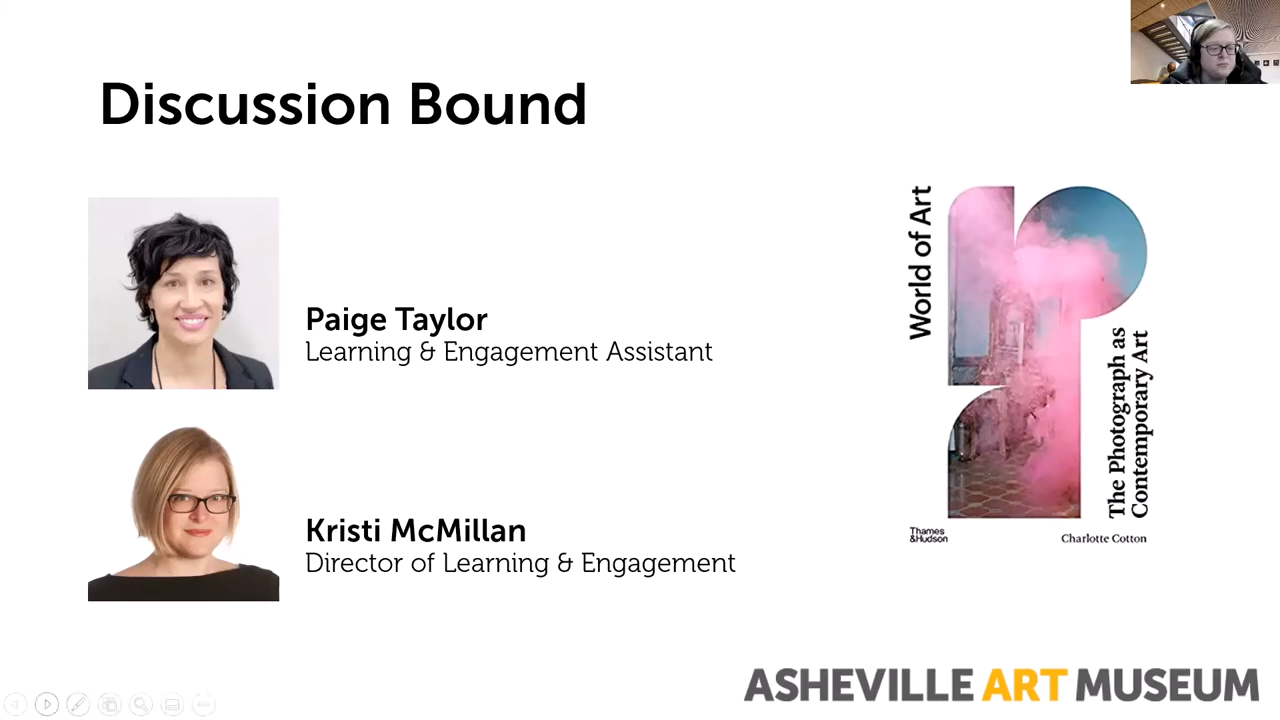 Discussion Bound
Paige Taylor
Learning & Engagement Assistant
Kristi McMillan
Director of Learning & Engagement
World of Art
The Photograph as
Contemporary Art
Thames
&Hudson
Charlotte Cotton
ASHEVILLE ART MUSEUM